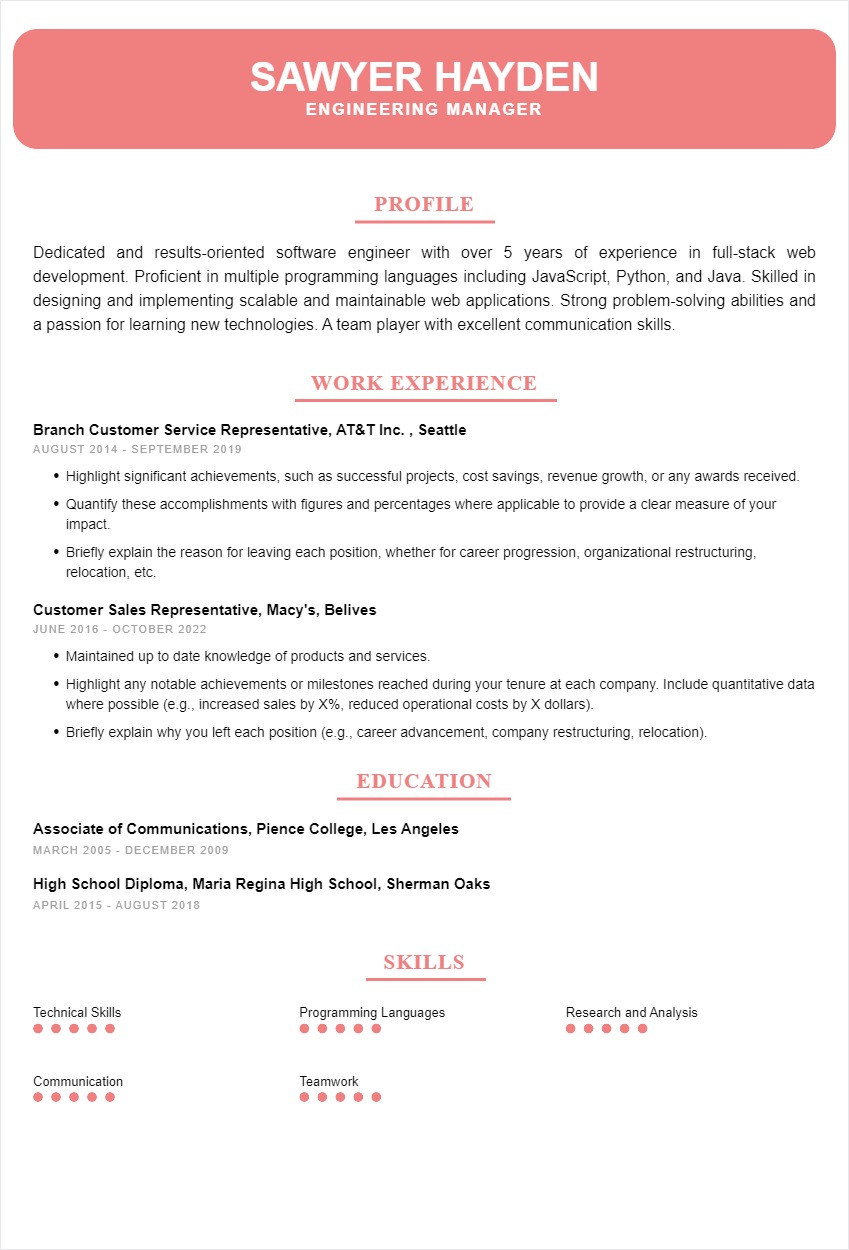 SAWYER HAYDEN
ENGINEERING MANAGER
PROFILE
Dedicated and results-oriented software engineer with over 5 years of experience in full-stack web
development. Proficient in multiple programming languages including JavaScript, Python, and Java. Skilled in
designing and implementing scalable and maintainable web applications. Strong problem-solving abilities and
a passion for learning new technologies. A team player with excellent communication skills.
WORK EXPERIENCE
Branch Customer Service Representative, AT&T Inc. , Seattle
AUGUST 2014 - SEPTEMBER 2019
• Highlight significant achievements, such as successful projects, cost savings, revenue growth, or any awards received.
• Quantify these accomplishments with figures and percentages where applicable to provide a clear measure of your
impact.
• Briefly explain the reason for leaving each position, whether for career progression, organizational restructuring,
relocation, etc.
Customer Sales Representative, Macy's, Belives
JUNE 2016 - OCTOBER 2022
• Maintained up to date knowledge of products and services.
• Highlight any notable achievements or milestones reached during your tenure at each company. Include quantitative data
where possible (e.g., increased sales by X%, reduced operational costs by X dollars).
• Briefly explain why you left each position (e.g., career advancement, company restructuring, relocation).
EDUCATION
Associate of Communications, Pience College, Les Angeles
MARCH 2005 - DECEMBER 2009
High School Diploma, Maria Regina High School, Sherman Oaks
APRIL 2015 - AUGUST 2018
SKILLS
Technical Skills
Programming Languages
Research and Analysis
Communication
Teamwork